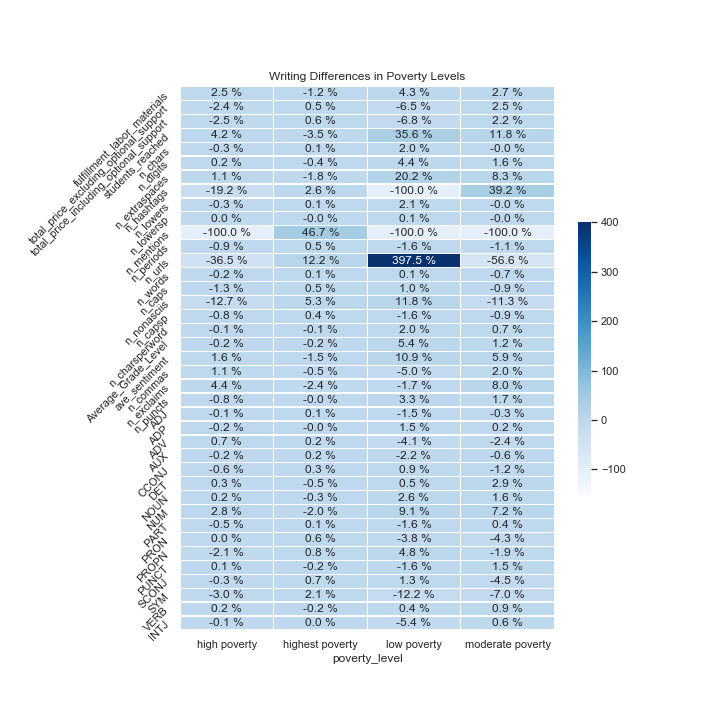 Writing Differences in Poverty Levels
fulfillment_labor_materials 2.5 % -1.2 % 4.3 % 2.7 %
total_price_excluding_optional_support -2.4 % 0.5 % -6.5 % 2.5 %
total_price_including_optional_support -2.5 % 0.6 % -6.8 % 2.2 %
students_reached 4.2 % -3.5 % 35.6 % 11.8 %
n_chars -0.3 % 0.1 % 2.0 % -0.0 %
n_digits 0.2 % -0.4 % 4.4 % 1.6 %
n_extraspaces 1.1 % -1.8 % 20.2 % 8.3 %
n_hashtags -19.2 % 2.6 % -100.0 % 39.2 %
n_lowers -0.3 % 0.1 % 2.1 % -0.0 %
n_lowersp 0.0 % -0.0 % 0.1 % -0.0 %
n_mentions -100.0 % 46.7 % -100.0 % -100.0 %
n_periods -0.9 % 0.5 % -1.6 % -1.1 %
n_urls -36.5 % 12.2 % 397.5 % -56.6 %
n_words -0.2 % 0.1 % 0.1 % -0.7 %
n_caps -1.3 % 0.5 % 1.0 % -0.9 %
n_nonasciis -12.7 % 5.3 % 11.8 % -11.3 %
n_capsp -0.8 % 0.4 % -1.6 % -0.9 %
n_charsperword -0.1 % -0.1 % 2.0 % 0.7 %
Average_Grade_Level -0.2 % -0.2 % 5.4 % 1.2 %
ave_sentiment 1.6 % -1.5 % 10.9 % 5.9 %
n_commas 1.1 % -0.5 % -5.0 % 2.0 %
n_exclaims 4.4 % -2.4 % -1.7 % 8.0 %
n_puncts -0.8 % -0.0 % 3.3 % 1.7 %
ADJ -0.1 % 0.1 % -1.5 % -0.3 %
ADP -0.2 % -0.0 % 1.5 % 0.2 %
ADV 0.7 % 0.2 % -4.1 % -2.4 %
AUX -0.2 % 0.2 % -2.2 % -0.6 %
CCONJ -0.6 % 0.3 % 0.9 % -1.2 %
DET 0.3 % -0.5 % 0.5 % 2.9 %
NOUN 0.2 % -0.3 % 2.6 % 1.6 %
NUM 2.8 % -2.0 % 9.1 % 7.2 %
PART -0.5 % 0.1 % -1.6 % 0.4 %
PRON 0.0 % 0.6 % -3.8 % -4.3 %
PROPN -2.1 % 0.8 % 4.8 % -1.9 %
PUNCT 0.1 % -0.2 % -1.6 % 1.5 %
SCONJ -0.3 % 0.7 % 1.3 % -4.5 %
SYM -3.0 % 2.1 % -12.2 % -7.0 %
VERB 0.2 % -0.2 % 0.4 % 0.9 %
INTJ -0.1 % 0.0 % -5.4 % 0.6 %
high poverty highest poverty low poverty moderate poverty
poverty_level
400
300
200
100
0
−100